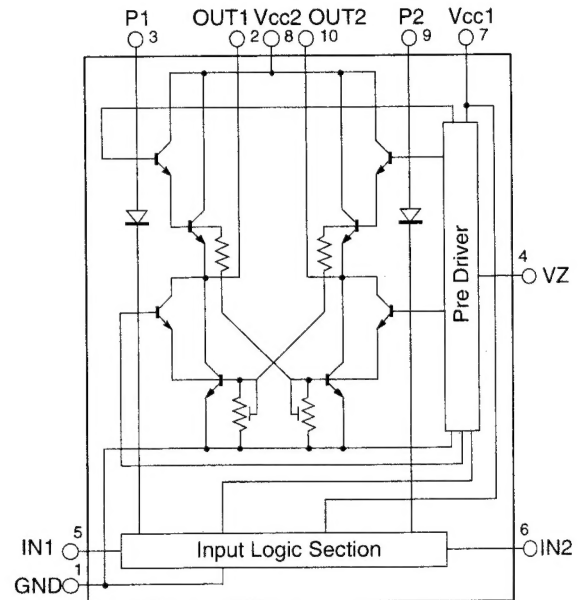 P1 OUT1 Vcc2 OUT2 P2 Vcc1
3 2 8 10 9 7
4
VZ
Pre Driver
5 6
IN1 Input Logic Section IN2
1
GND